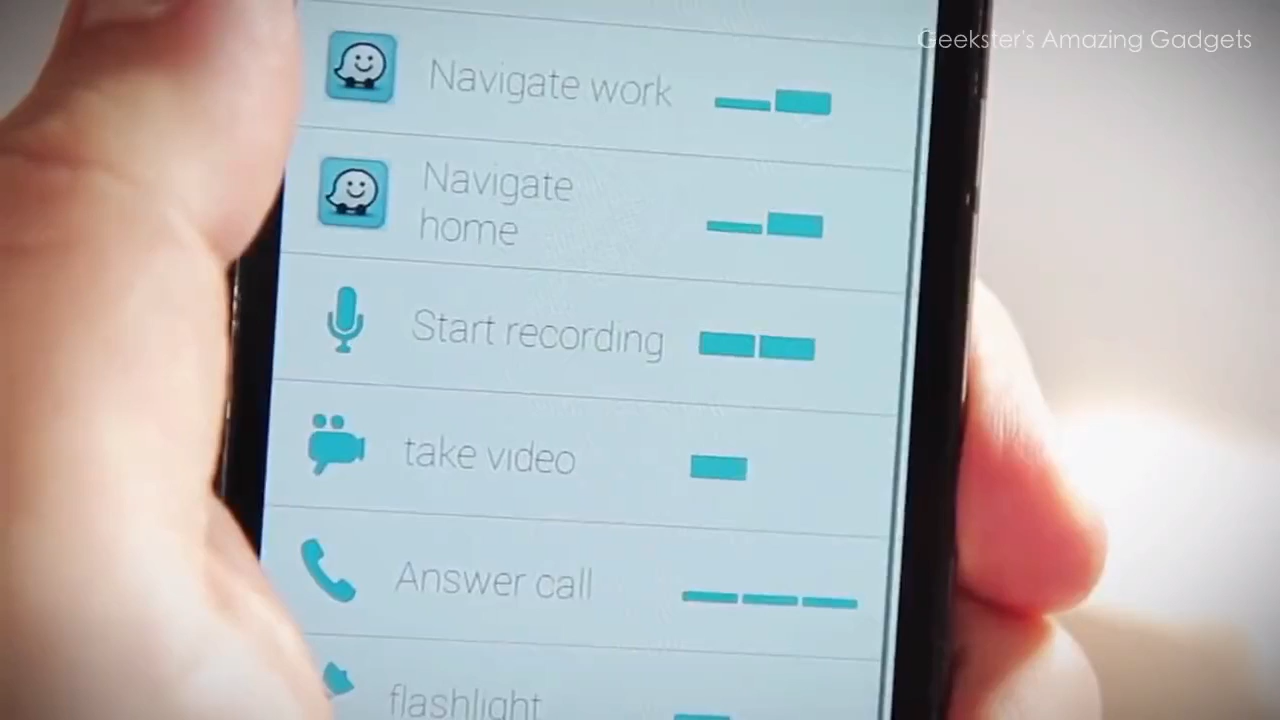 Geekster's Amazing Gadgets
Navigate work
Navigate
home
Start recording
take video
Answer call
flashlight